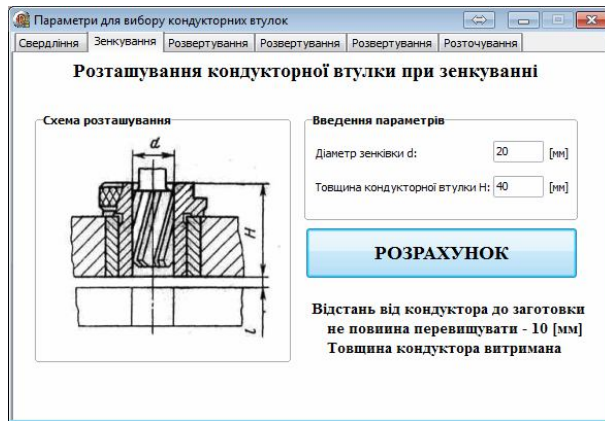 Параметри для вибору кондукторних втулок
Свердління Зенкування Розвертування Розвертування Розвертування Розточування
Розташування кондукторної втулки при зенкуванні
Схема розташування
d
H
l
Введення параметрів
Діаметр зенківки d: 20 [мм]
Товщина кондукторної втулки H: 40 [мм]
РОЗРАХУНОК
Відстань від кондуктора до заготовки
не повинна перевищувати - 10 [мм]
Товщина кондуктора витримана